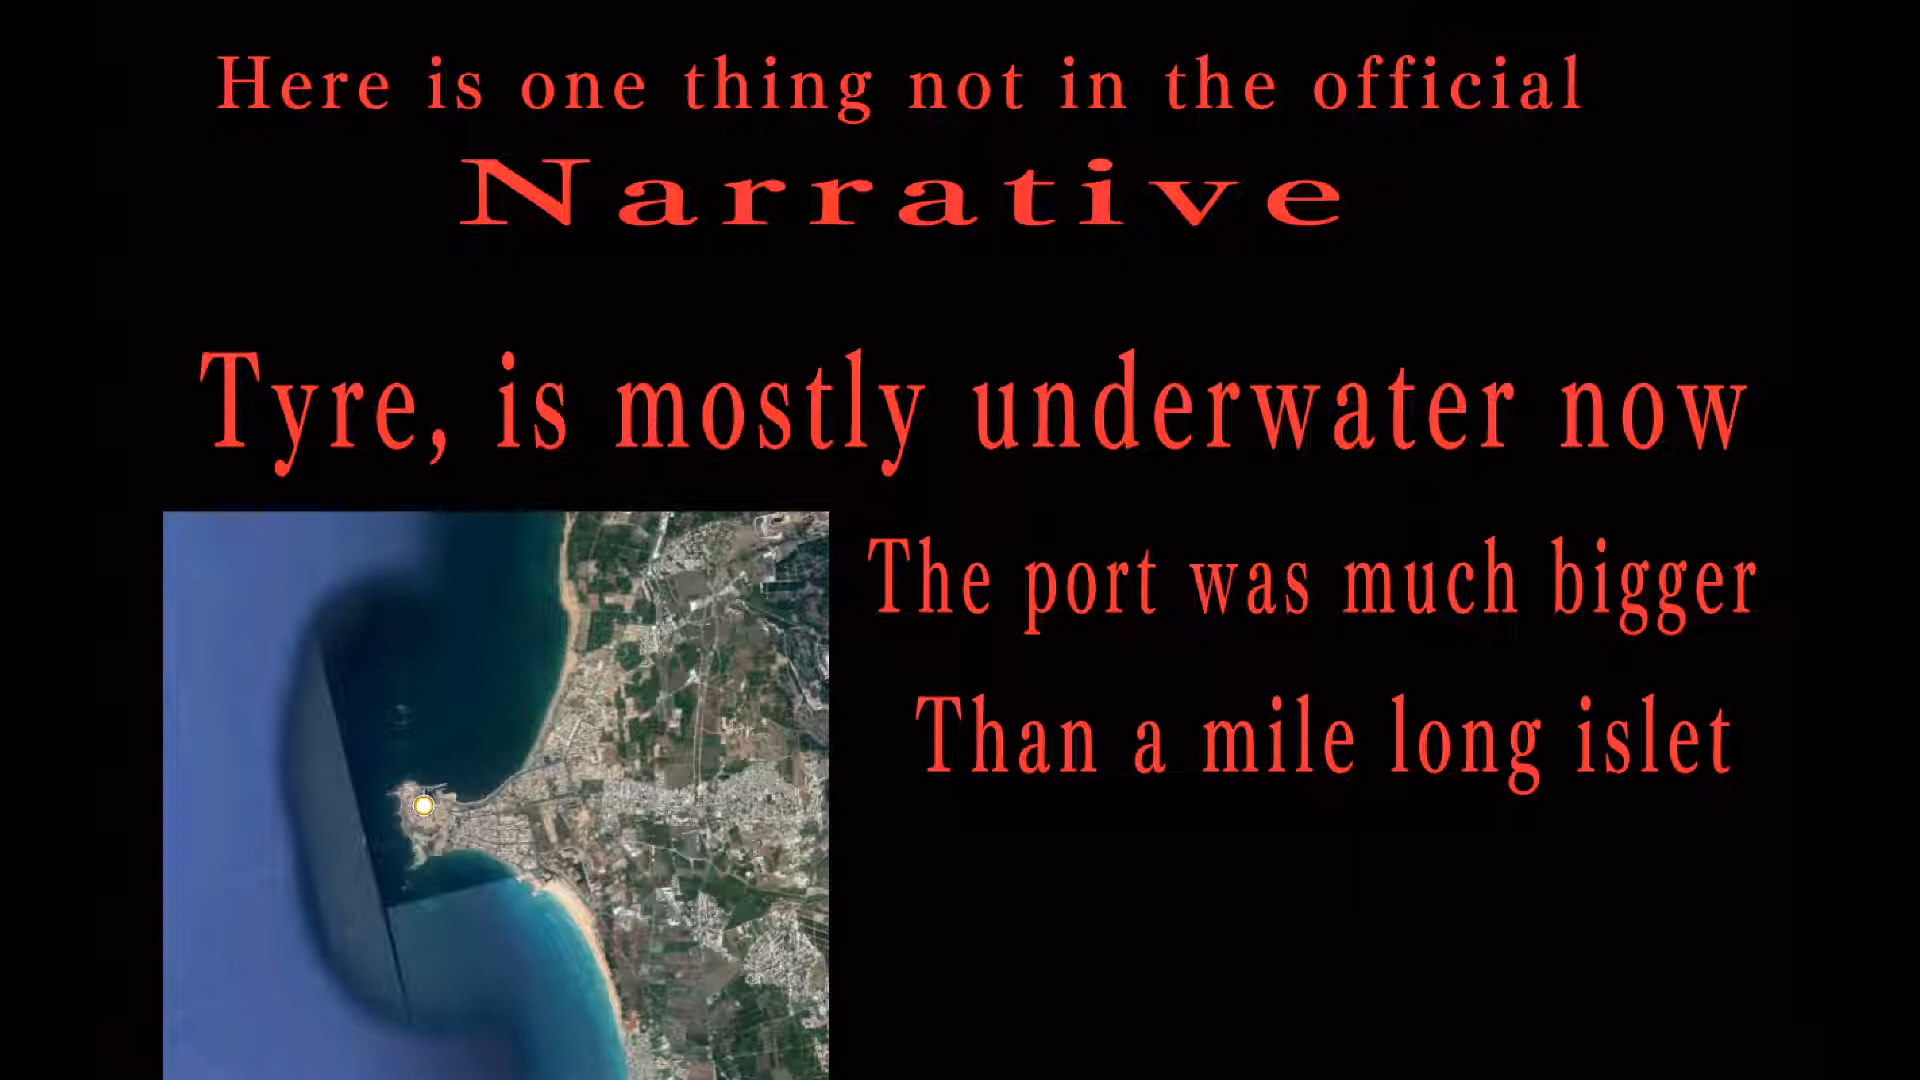 Here is one thing not in the official
Narrative
Tyre, is mostly underwater now
The port was much bigger
Than a mile long islet